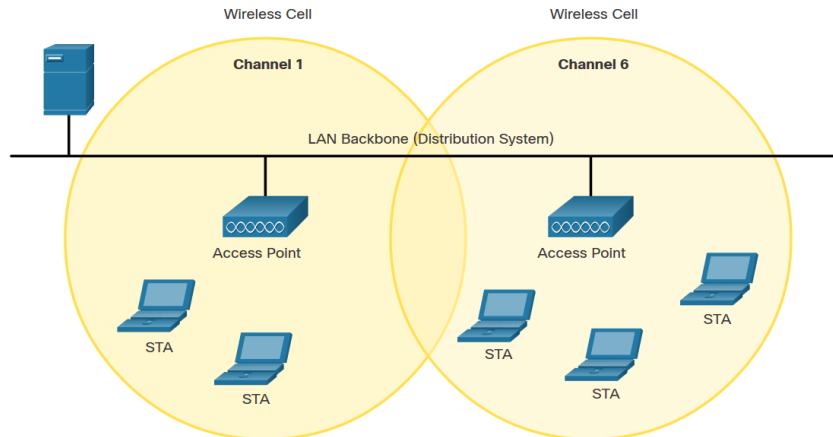 Wireless Cell
Wireless Cell
Channel 1
Channel 6
LAN Backbone (Distribution System)
Access Point
Access Point
STA
STA
STA
STA
STA